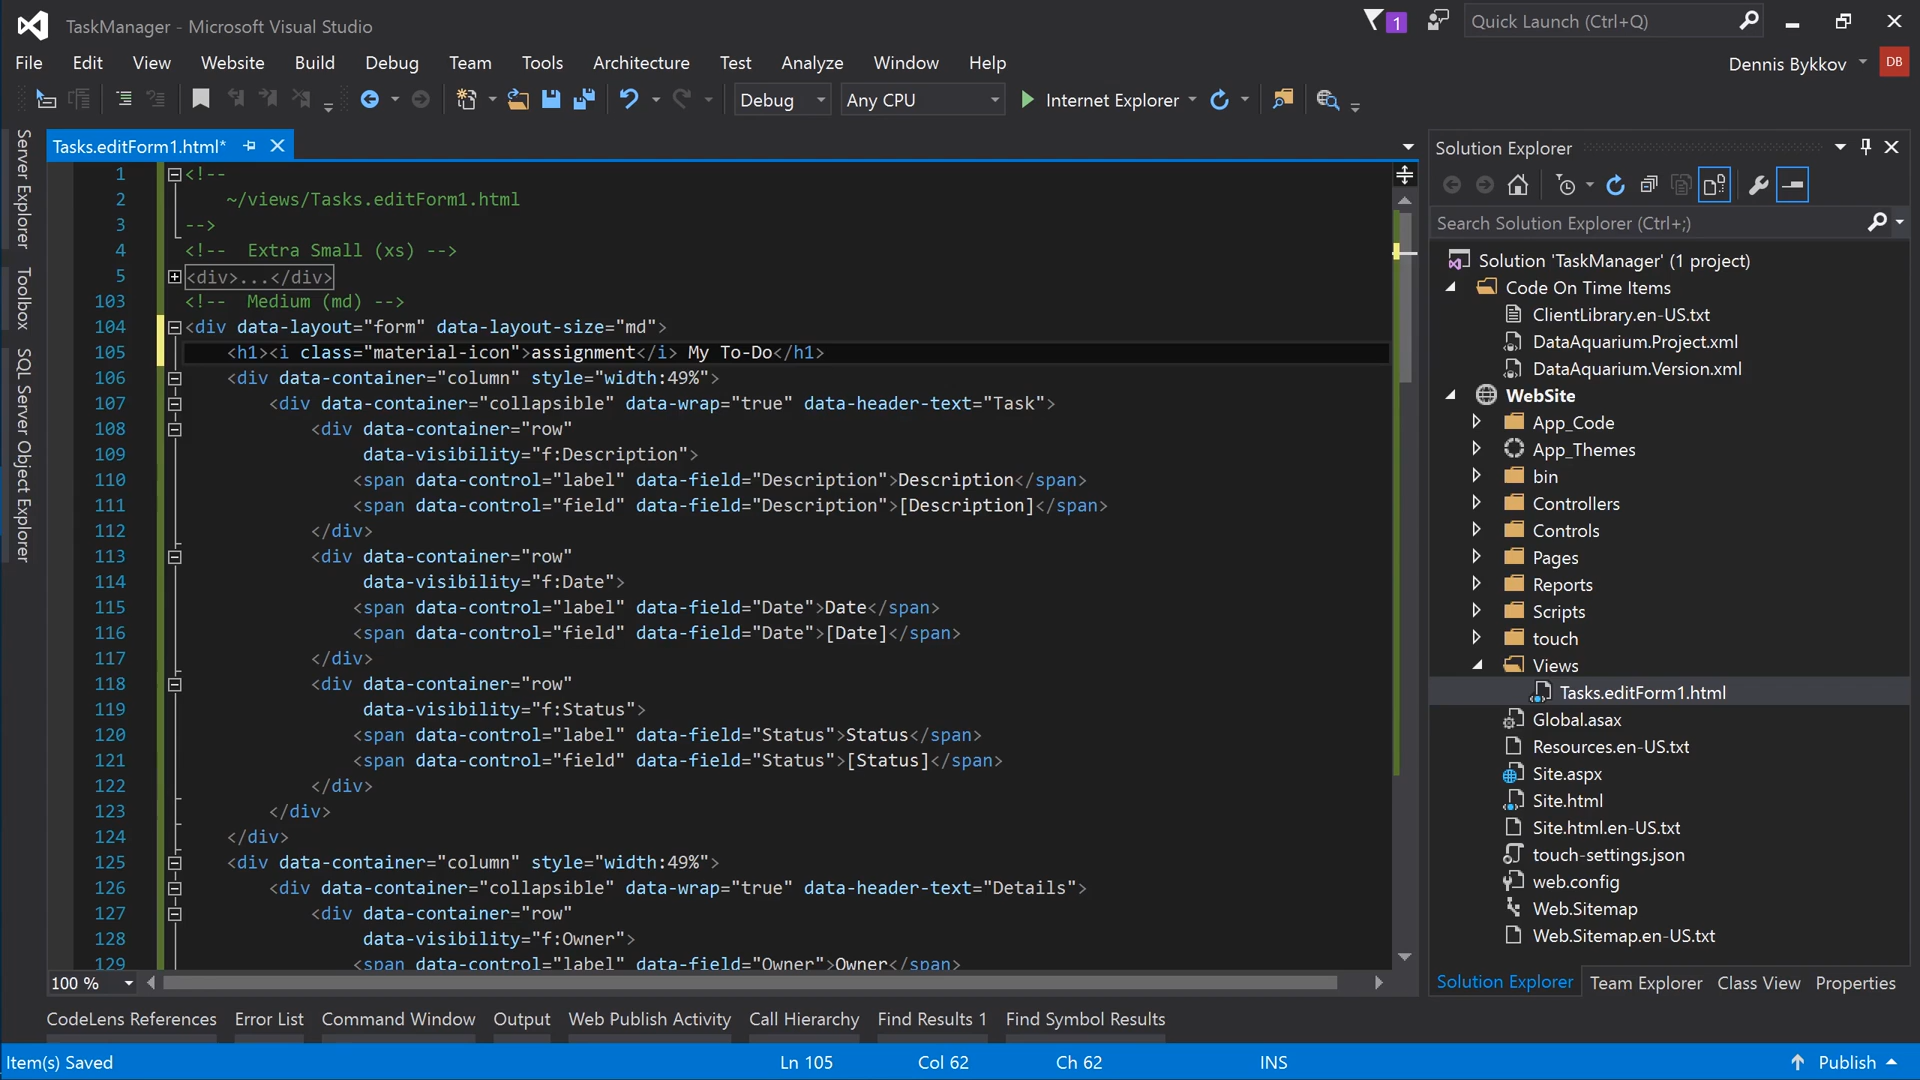 TaskManager - Microsoft Visual Studio
1
Quick Launch (Ctrl+Q)
File Edit View Website Build Debug Team Tools Architecture Test Analyze Window Help
Dennis Bykkov DB
Debug Any CPU Internet Explorer
Server Explorer
Toolbox
SQL Server Object Explorer
Tasks.editForm1.html*
1 <!--
2 ~/views/Tasks.editForm1.html
3 -->
4 <!-- Extra Small (xs) -->
5 <div>...</div>
103 <!-- Medium (md) -->
104 <div data-layout="form" data-layout-size="md">
105 <h1><i class="material-icon">assignment</i> My To-Do</h1>
106 <div data-container="column" style="width:49%">
107 <div data-container="collapsible" data-wrap="true" data-header-text="Task">
108 <div data-container="row"
109 data-visibility="f:Description">
110 <span data-control="label" data-field="Description">Description</span>
111 <span data-control="field" data-field="Description">[Description]</span>
112 </div>
113 <div data-container="row"
114 data-visibility="f:Date">
115 <span data-control="label" data-field="Date">Date</span>
116 <span data-control="field" data-field="Date">[Date]</span>
117 </div>
118 <div data-container="row"
119 data-visibility="f:Status">
120 <span data-control="label" data-field="Status">Status</span>
121 <span data-control="field" data-field="Status">[Status]</span>
122 </div>
123 </div>
124 </div>
125 <div data-container="column" style="width:49%">
126 <div data-container="collapsible" data-wrap="true" data-header-text="Details">
127 <div data-container="row"
128 data-visibility="f:Owner">
129 <span data-control="label" data-field="Owner">Owner</span>
100 %
Solution Explorer
Search Solution Explorer (Ctrl+;)
Solution 'TaskManager' (1 project)
Code On Time Items
ClientLibrary.en-US.txt
DataAquarium.Project.xml
DataAquarium.Version.xml
WebSite
App_Code
App_Themes
bin
Controllers
Controls
Pages
Reports
Scripts
touch
Views
Tasks.editForm1.html
Global.asax
Resources.en-US.txt
Site.aspx
Site.html
Site.html.en-US.txt
touch-settings.json
web.config
Web.Sitemap
Web.Sitemap.en-US.txt
Solution Explorer Team Explorer Class View Properties
CodeLens References Error List Command Window Output Web Publish Activity Call Hierarchy Find Results 1 Find Symbol Results
Item(s) Saved Ln 105 Col 62 Ch 62 INS Publish